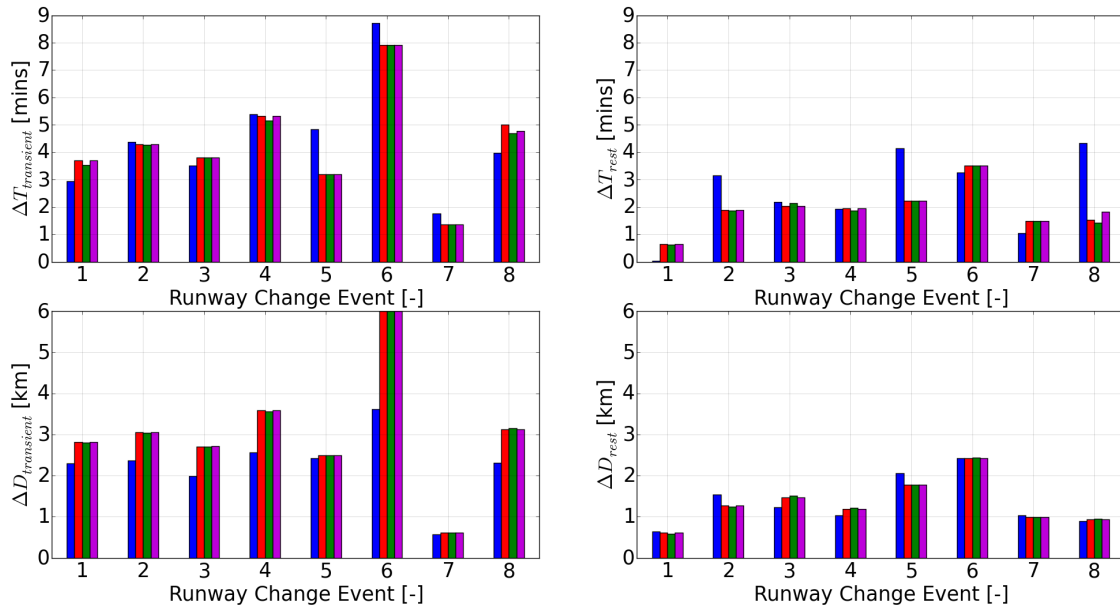 9
8
7
6
5
4
3
2
1
0
ΔT_transient [mins]
1 2 3 4 5 6 7 8
Runway Change Event [-]
9
8
7
6
5
4
3
2
1
0
ΔT_rest [mins]
1 2 3 4 5 6 7 8
Runway Change Event [-]
6
5
4
3
2
1
0
ΔD_transient [km]
1 2 3 4 5 6 7 8
Runway Change Event [-]
6
5
4
3
2
1
0
ΔD_rest [km]
1 2 3 4 5 6 7 8
Runway Change Event [-]